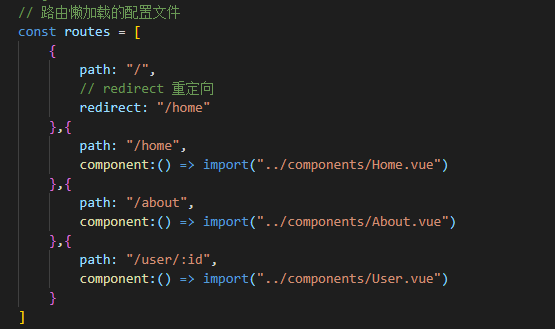 // 路由懒加载的配置文件
const routes = [
    {
        path: "/",
        // redirect 重定向
        redirect: "/home"
    },{
        path: "/home",
        component:() => import("../components/Home.vue")
    },{
        path: "/about",
        component:() => import("../components/About.vue")
    },{
        path: "/user/:id",
        component:() => import("../components/User.vue")
    }
]